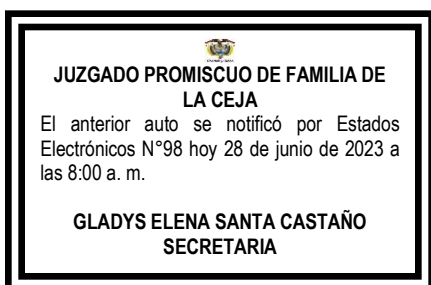 JUZGADO PROMISCUO DE FAMILIA DE
LA CEJA
El anterior auto se notificó por Estados
Electrónicos N°98 hoy 28 de junio de 2023 a
las 8:00 a. m.
GLADYS ELENA SANTA CASTAÑO
SECRETARIA